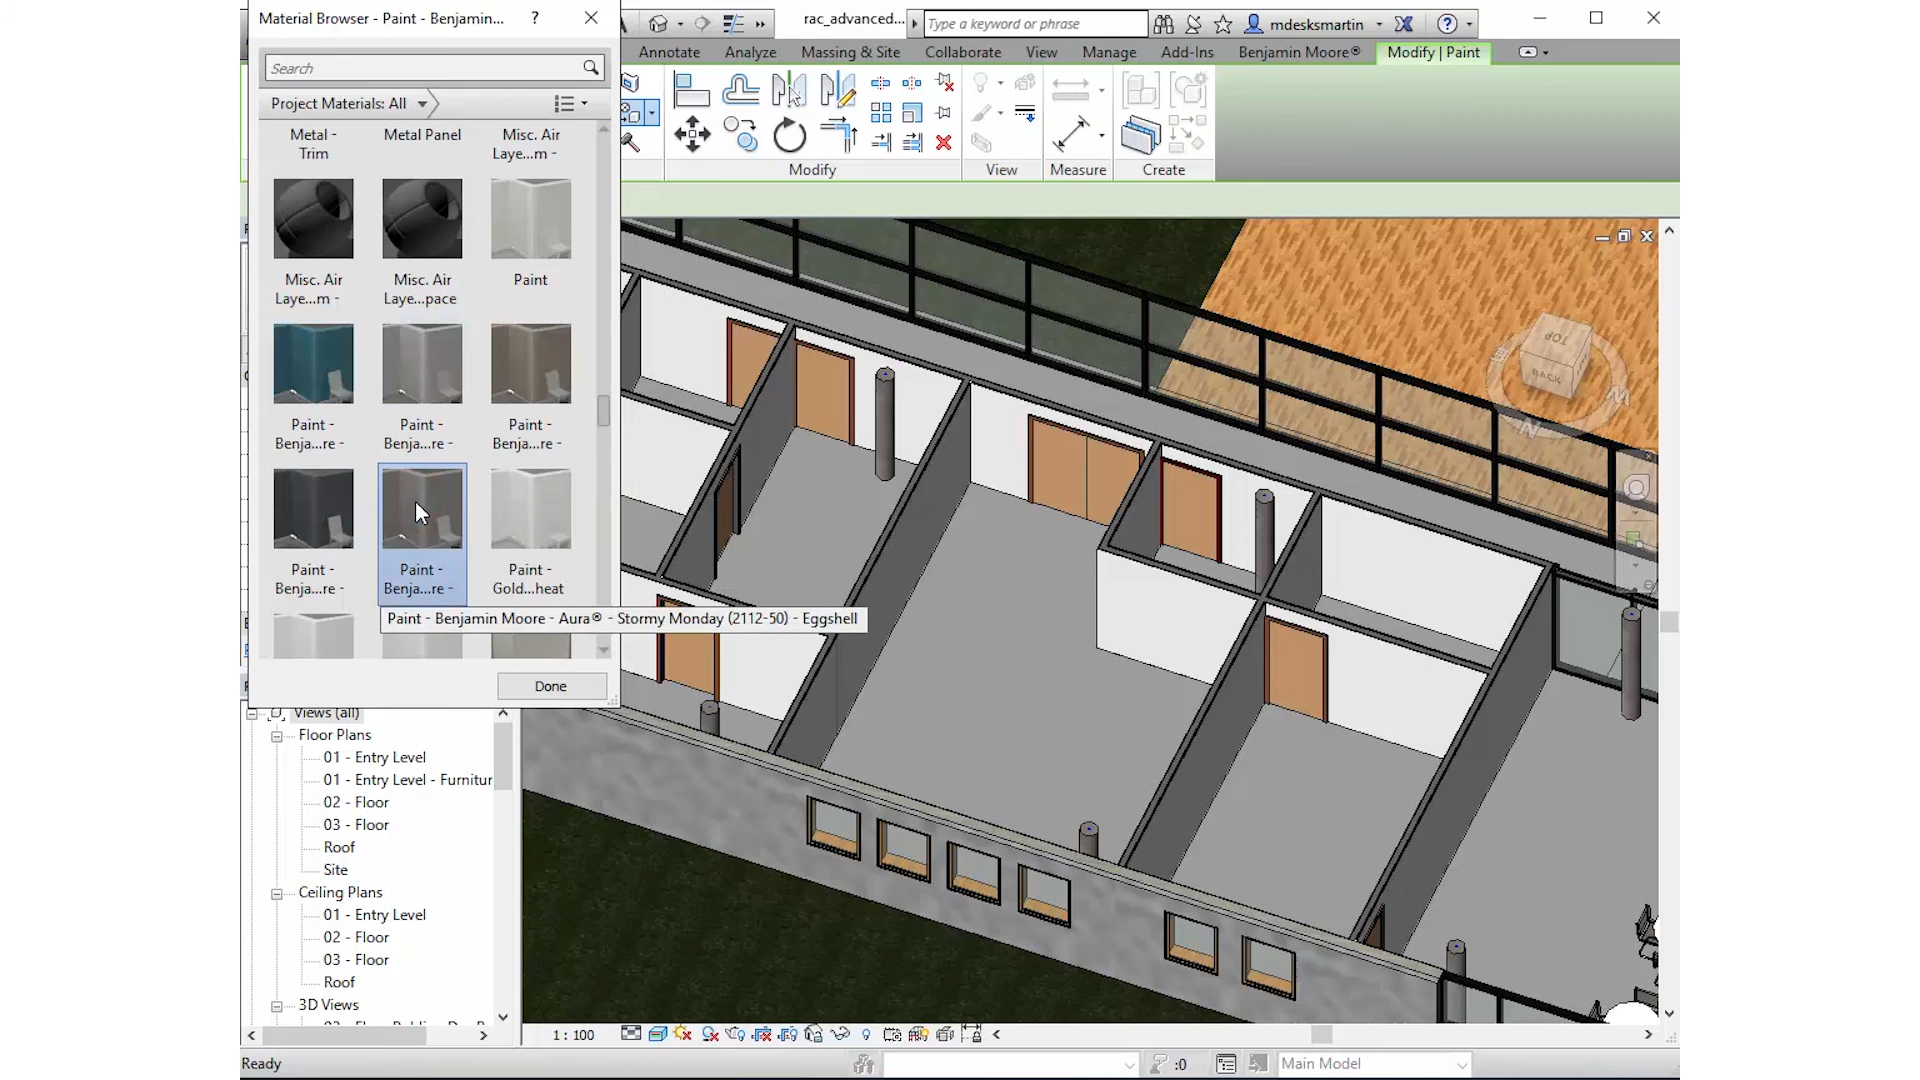 Material Browser - Paint - Benjamin...
?
rac_advanced...
Type a keyword or phrase
mdesksmartin
Annotate
Analyze
Massing & Site
Collaborate
View
Manage
Add-Ins
Benjamin Moore®
Modify | Paint
Search
Project Materials: All
Modify
View
Measure
Create
Metal -
Trim
Metal Panel
Misc. Air
Laye...m -
Misc. Air
Laye...m -
Misc. Air
Laye...pace
Paint
Paint -
Benja...re -
Paint -
Benja...re -
Paint -
Benja...re -
Paint -
Benja...re -
Paint -
Benja...re -
Paint -
Gold...heat
Paint - Benjamin Moore - Aura® - Stormy Monday (2112-50) - Eggshell
Done
TOP
BACK
Views (all)
Floor Plans
01 - Entry Level
01 - Entry Level - Furnitur
02 - Floor
03 - Floor
Roof
Site
Ceiling Plans
01 - Entry Level
02 - Floor
03 - Floor
Roof
3D Views
1 : 100
Ready
:0
Main Model